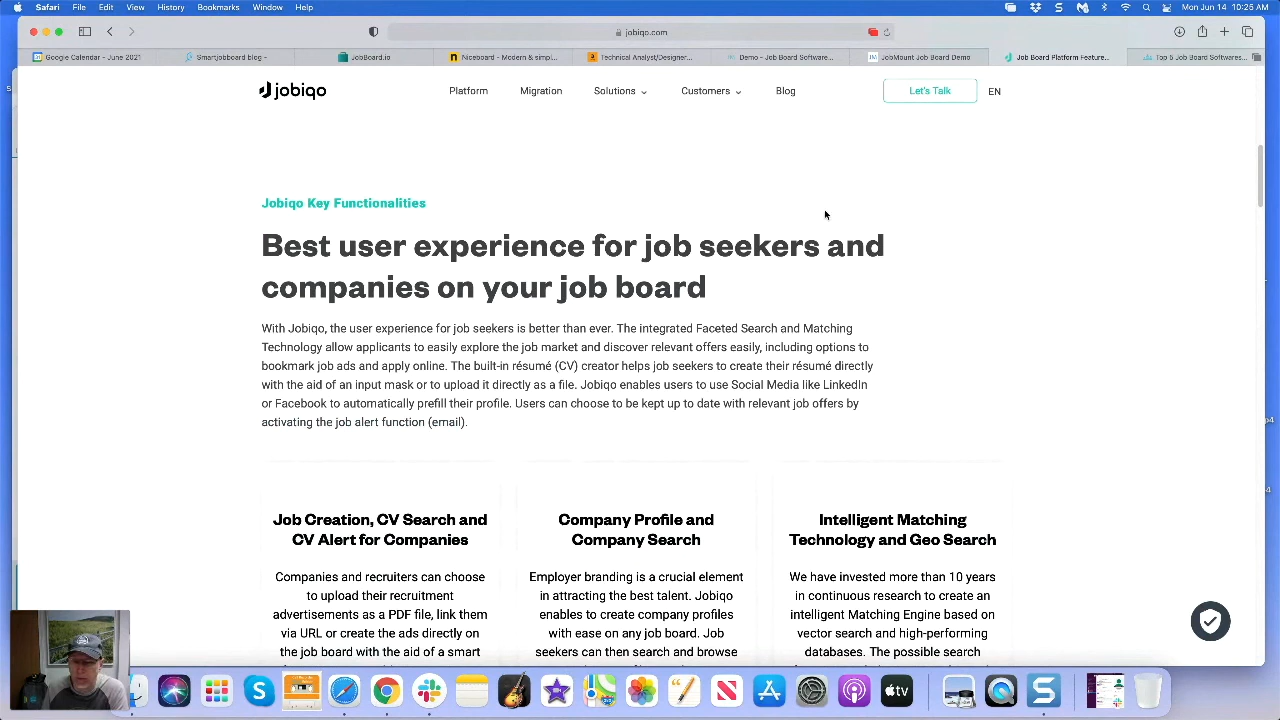 Safari File Edit View History Bookmarks Window Help Mon Jun 14 10:25 AM
jobiqo.com
Google Calendar - June 2021 Smartjobboard blog – JobBoard.io Niceboard - Modern & simpl... Technical Analyst/Designer... Demo - Job Board Software... JobMount Job Board Demo Job Board Platform Feature... Top 5 Job Board Softwares...
jobiqo Platform Migration Solutions Customers Blog Let's Talk EN
Jobiqo Key Functionalities
Best user experience for job seekers and
companies on your job board
With Jobiqo, the user experience for job seekers is better than ever. The integrated Faceted Search and Matching
Technology allow applicants to easily explore the job market and discover relevant offers easily, including options to
bookmark job ads and apply online. The built-in résumé (CV) creator helps job seekers to create their résumé directly
with the aid of an input mask or to upload it directly as a file. Jobiqo enables users to use Social Media like LinkedIn
or Facebook to automatically prefill their profile. Users can choose to be kept up to date with relevant job offers by
activating the job alert function (email).
Job Creation, CV Search and
CV Alert for Companies
Companies and recruiters can choose
to upload their recruitment
advertisements as a PDF file, link them
via URL or create the ads directly on
the job board with the aid of a smart
Company Profile and
Company Search
Employer branding is a crucial element
in attracting the best talent. Jobiqo
enables to create company profiles
with ease on any job board. Job
seekers can then search and browse
Intelligent Matching
Technology and Geo Search
We have invested more than 10 years
in continuous research to create an
intelligent Matching Engine based on
vector search and high-performing
databases. The possible search
tv